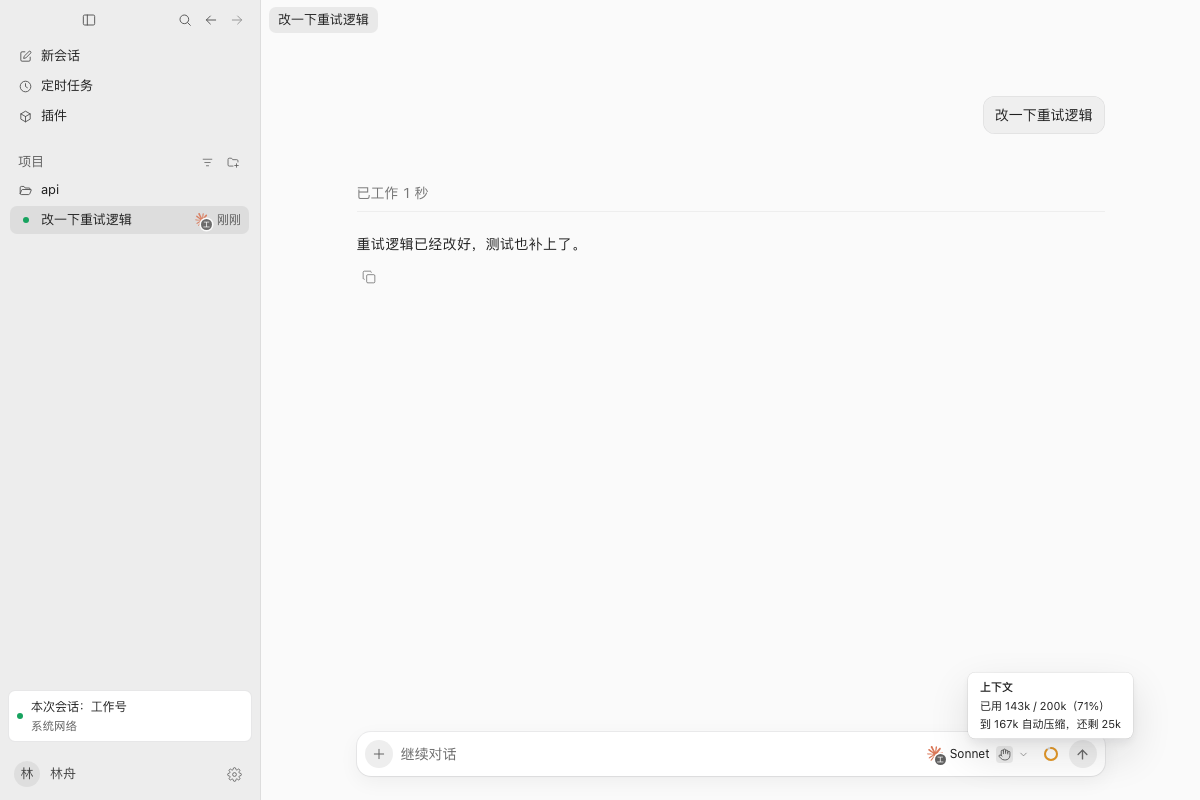 改一下重试逻辑
新会话
定时任务
插件
项目
api
改一下重试逻辑 工 刚刚
本次会话：工作号
系统网络
林 林舟
改一下重试逻辑
已工作 1 秒
重试逻辑已经改好，测试也补上了。
上下文
已用 143k / 200k（71%）
到 167k 自动压缩，还剩 25k
继续对话
工 Sonnet